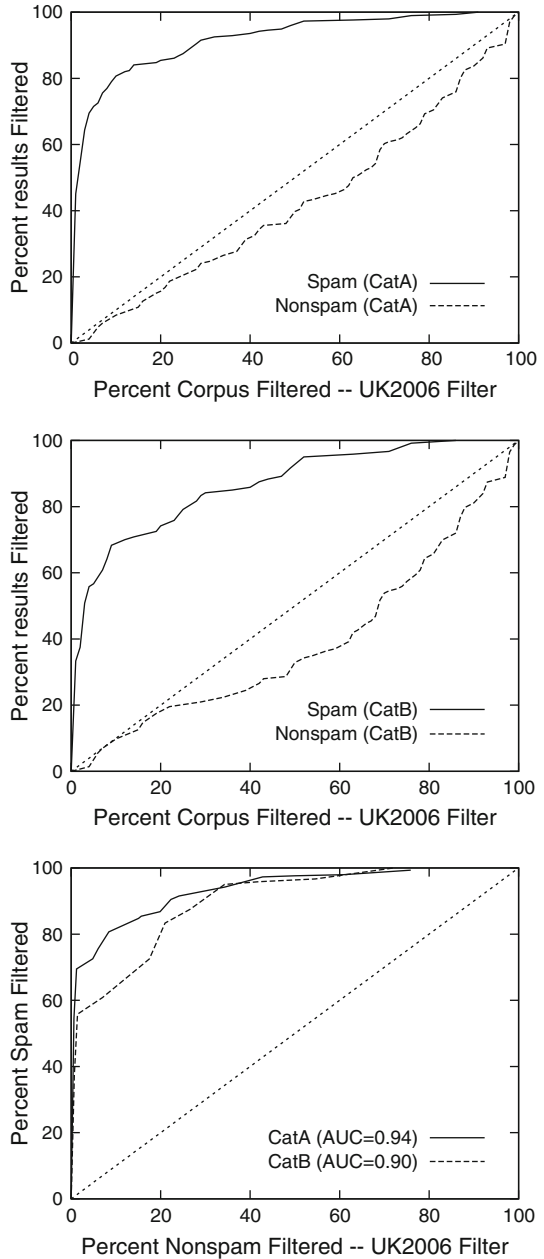 100
80
60
40
20
0
0 20 40 60 80 100
Percent results Filtered
Spam (CatA)
Nonspam (CatA)
Percent Corpus Filtered -- UK2006 Filter
100
80
60
40
20
0
0 20 40 60 80 100
Percent results Filtered
Spam (CatB)
Nonspam (CatB)
Percent Corpus Filtered -- UK2006 Filter
100
80
60
40
20
0
0 20 40 60 80 100
Percent Spam Filtered
CatA (AUC=0.94)
CatB (AUC=0.90)
Percent Nonspam Filtered -- UK2006 Filter